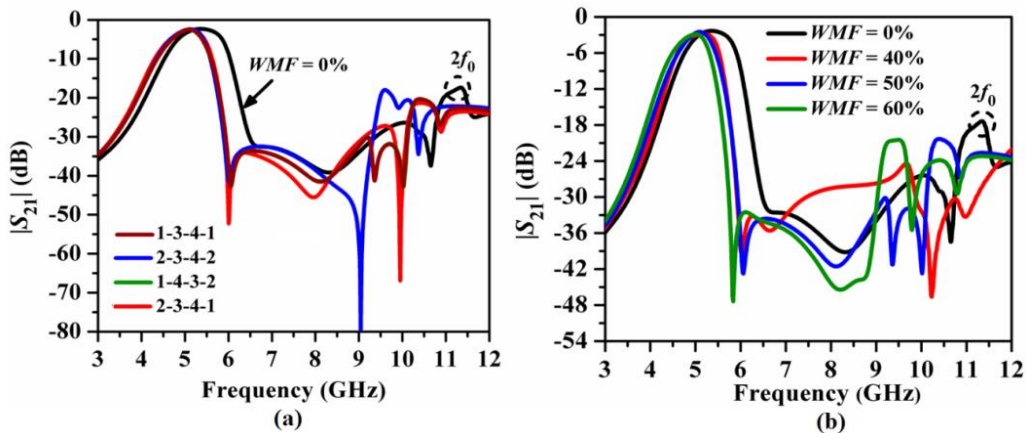 0
-10
-20
-30
-40
-50
-60
-70
-80
|S21| (dB)
WMF = 0%
2f0
1-3-4-1
2-3-4-2
1-4-3-2
2-3-4-1
3 4 5 6 7 8 9 10 11 12
Frequency (GHz)
(a)
0
-6
-12
-18
-24
-30
-36
-42
-48
-54
|S21| (dB)
WMF = 0%
WMF = 40%
WMF = 50%
WMF = 60%
2f0
3 4 5 6 7 8 9 10 11 12
Frequency (GHz)
(b)